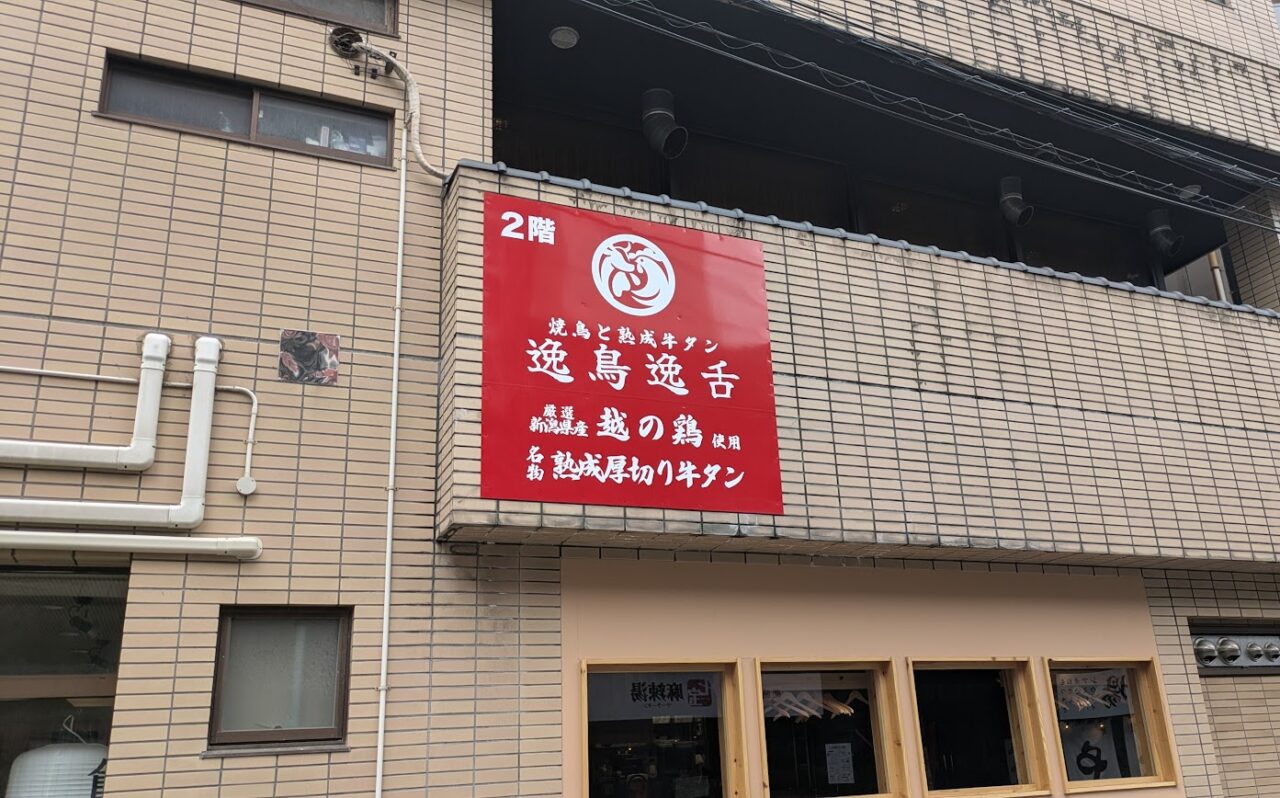 2階
焼鳥と熟成牛タン
逸鳥逸舌
厳選
新潟県産 越の鶏 使用
名物 熟成厚切り牛タン
麻辣湯